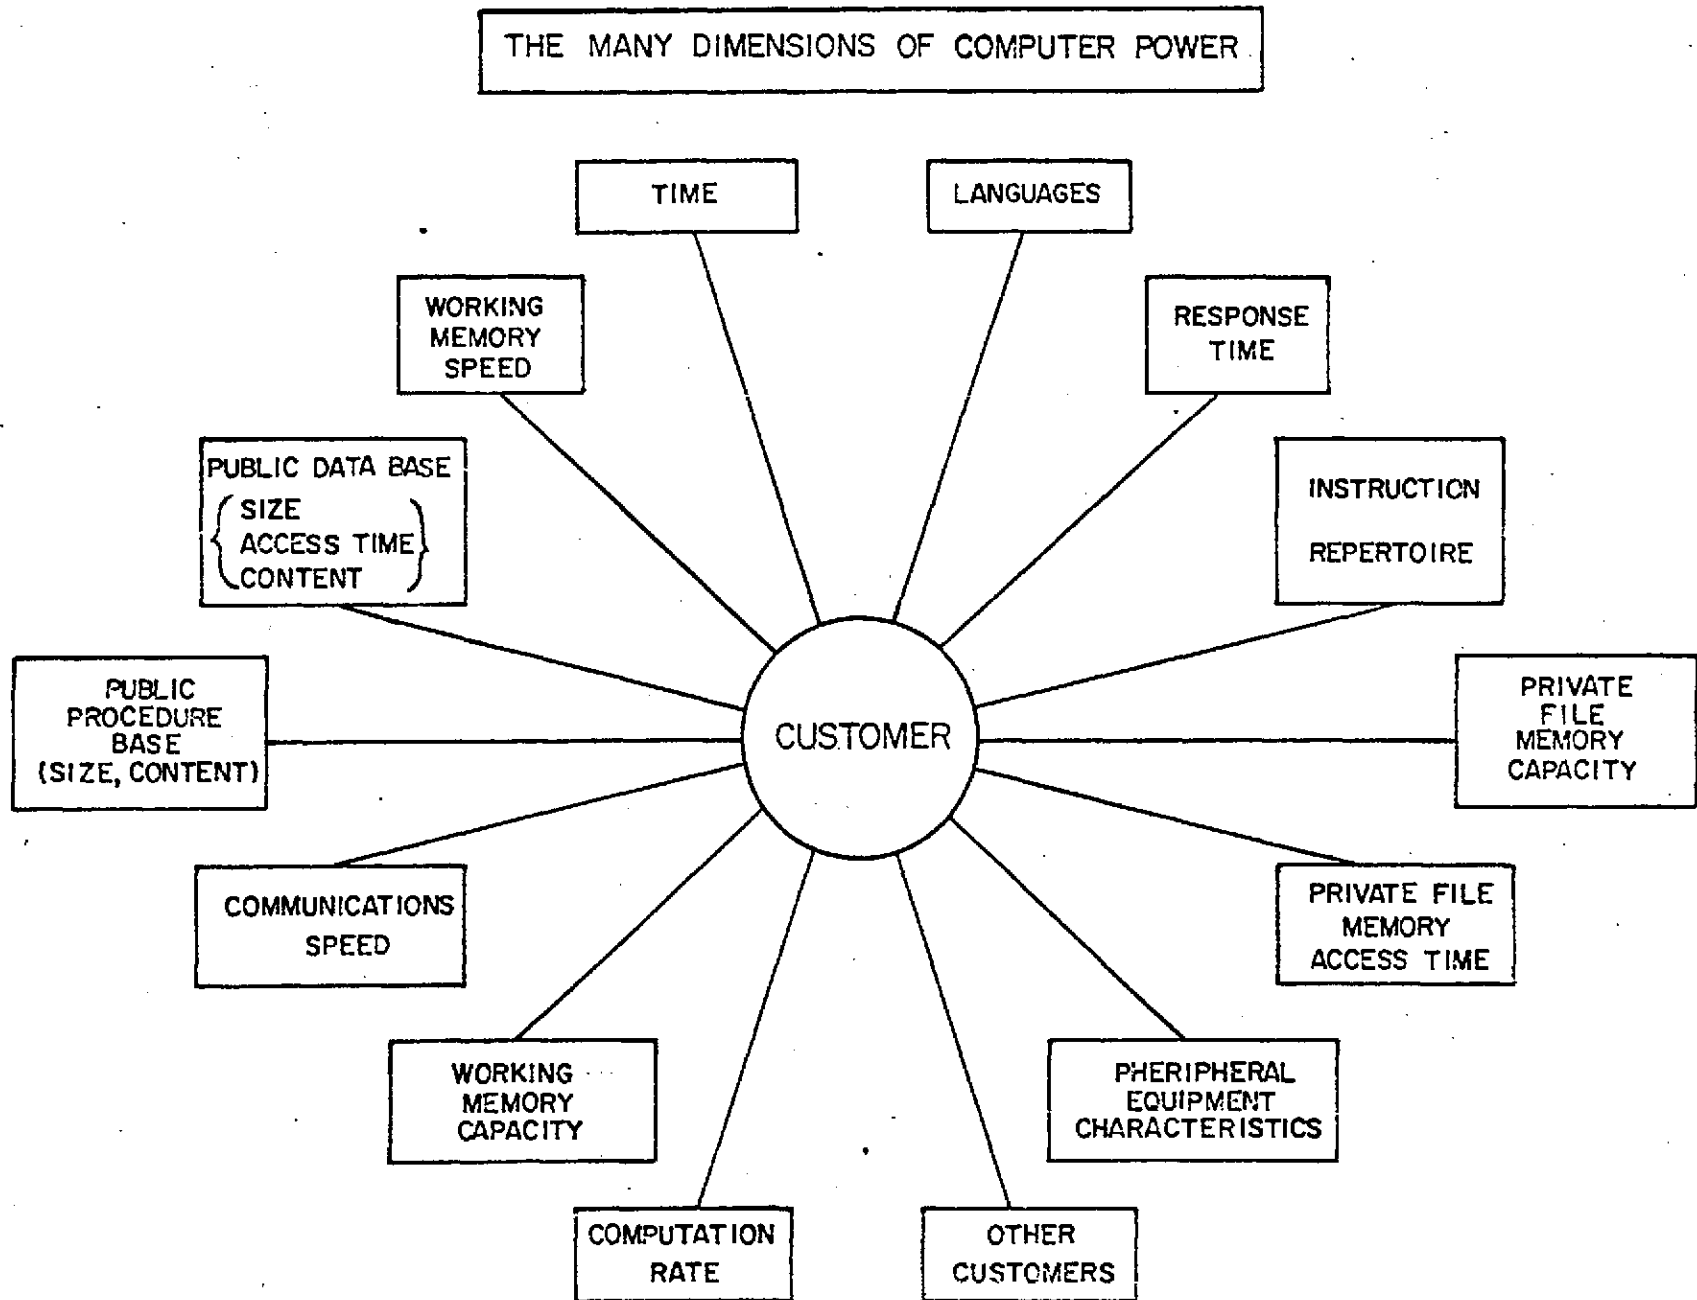 THE MANY DIMENSIONS OF COMPUTER POWER
TIME
LANGUAGES
WORKING
MEMORY
SPEED
RESPONSE
TIME
PUBLIC DATA BASE
SIZE
ACCESS TIME
CONTENT
INSTRUCTION
REPERTOIRE
PUBLIC
PROCEDURE
BASE
(SIZE, CONTENT)
CUSTOMER
PRIVATE
FILE
MEMORY
CAPACITY
COMMUNICATIONS
SPEED
PRIVATE FILE
MEMORY
ACCESS TIME
WORKING
MEMORY
CAPACITY
PHERIPHERAL
EQUIPMENT
CHARACTERISTICS
COMPUTATION
RATE
OTHER
CUSTOMERS